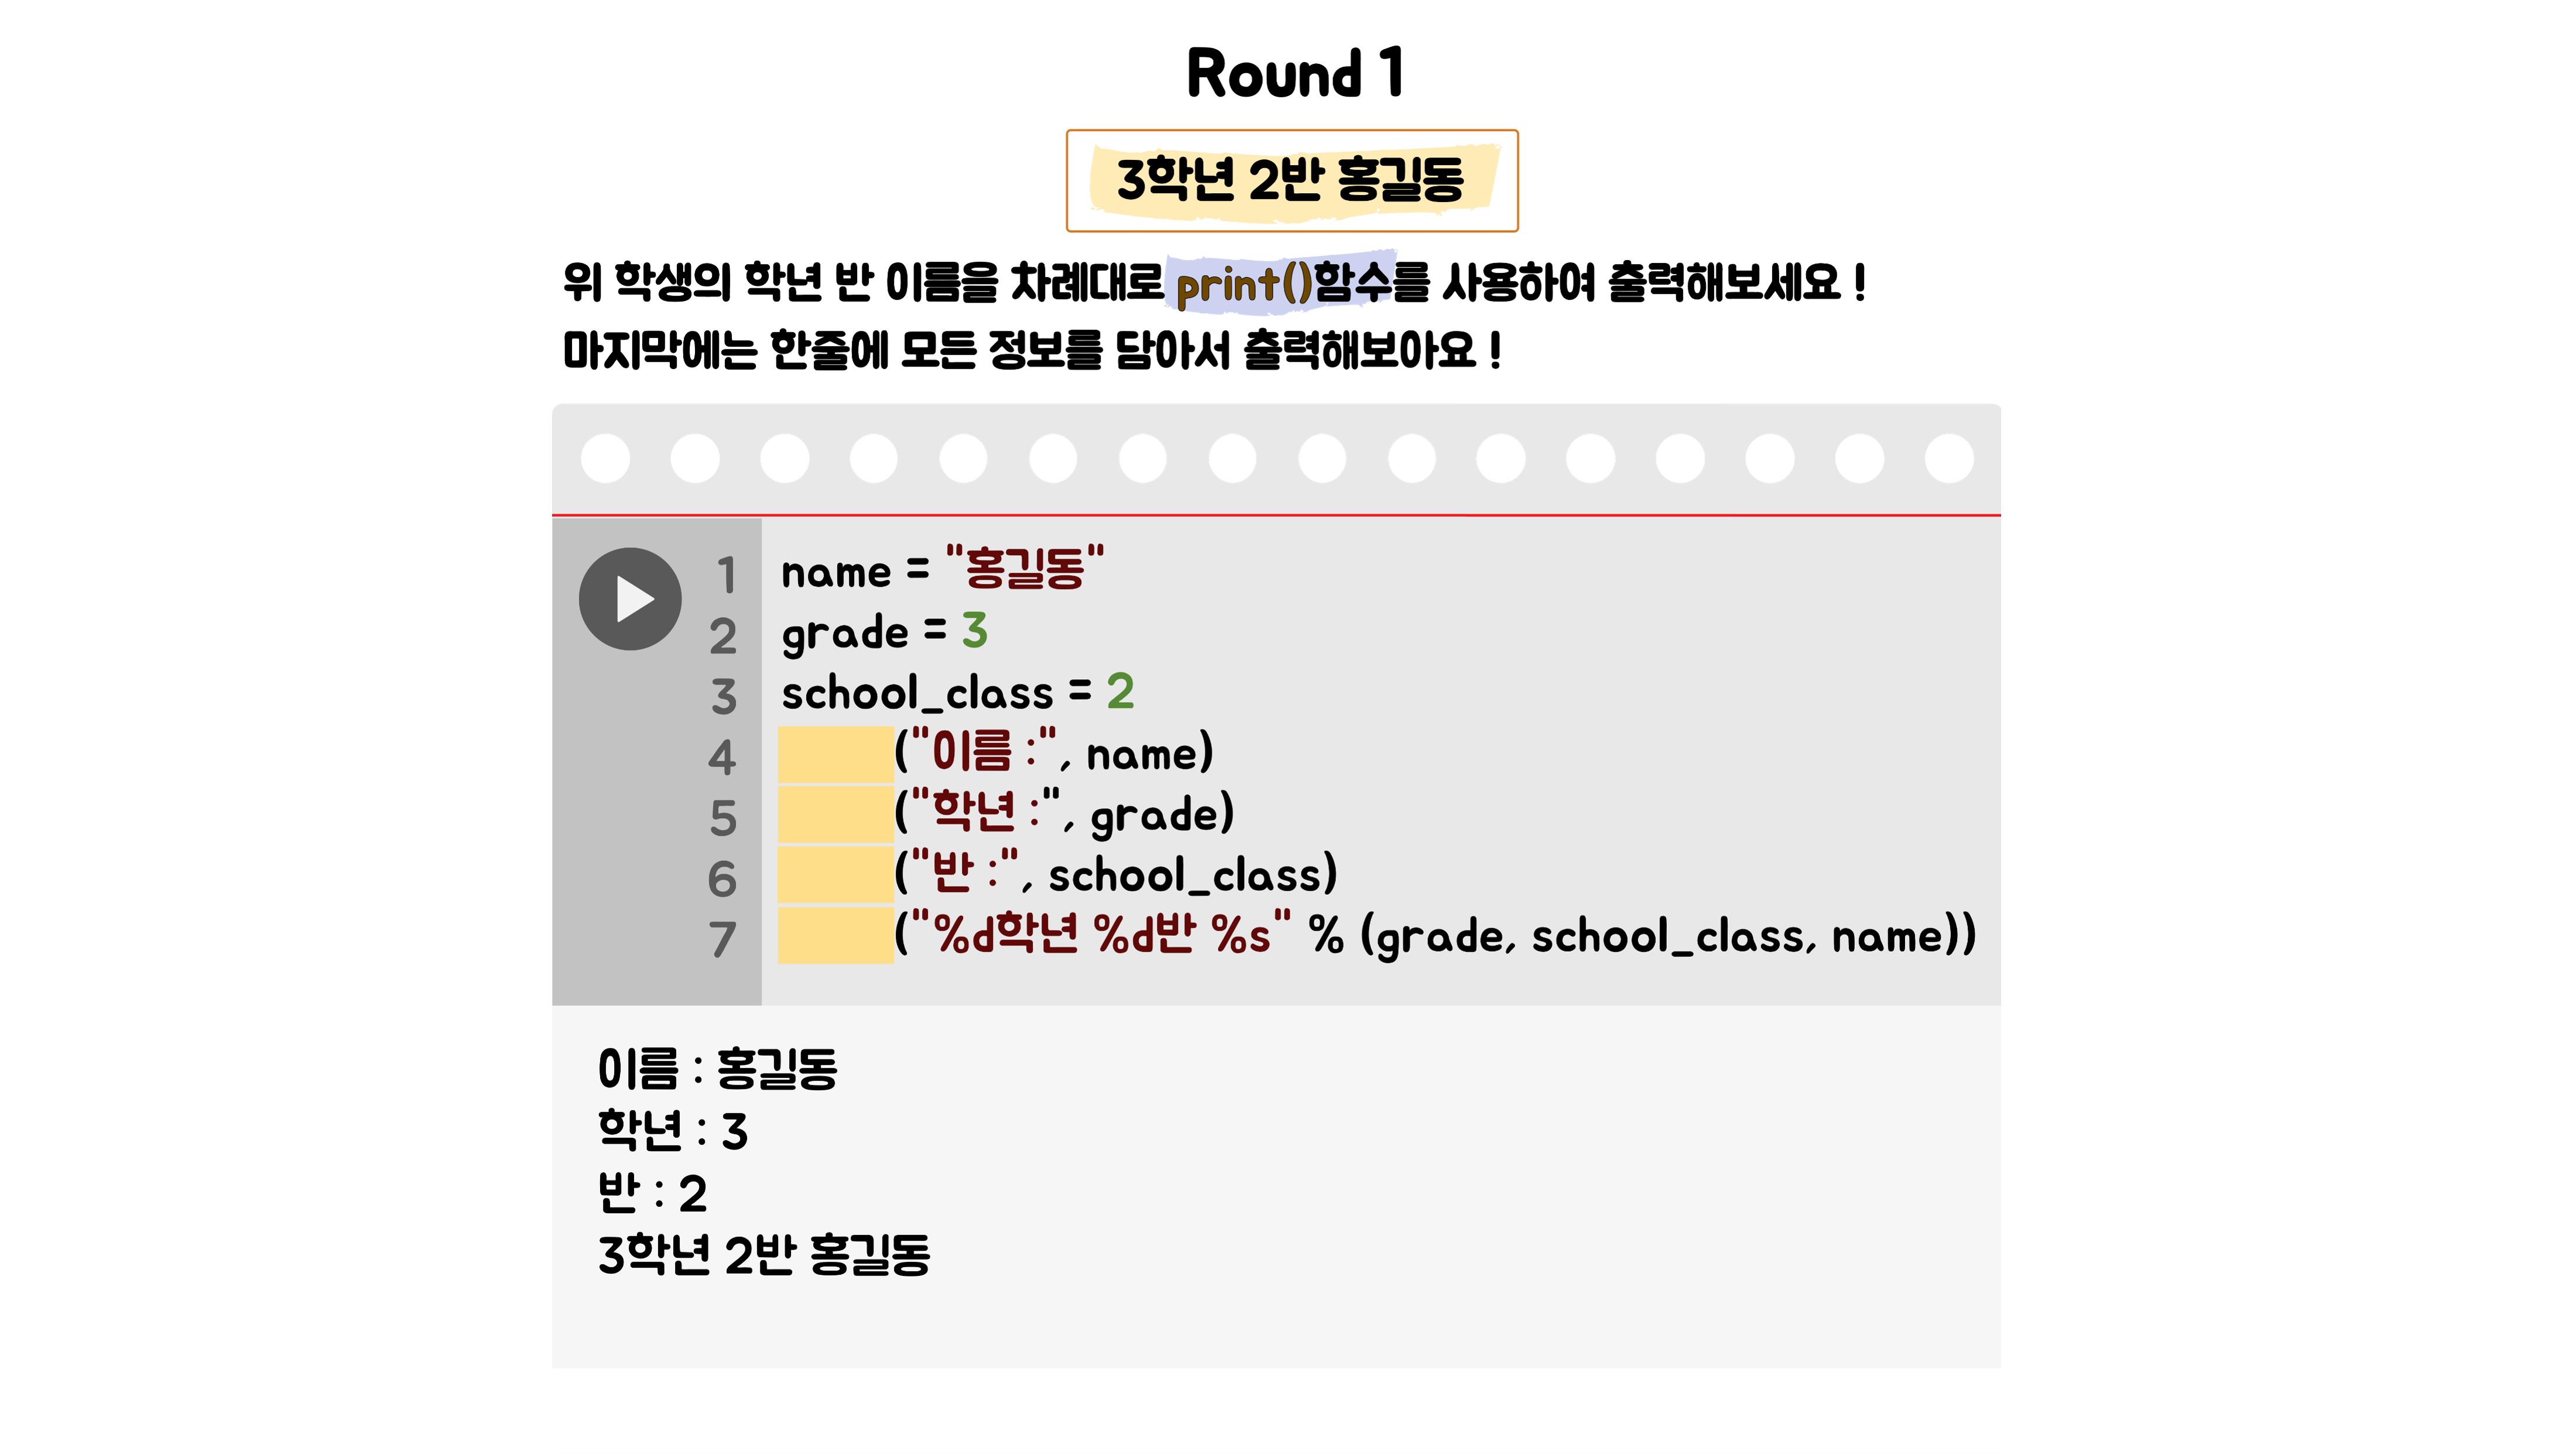 Round 1
3학년 2반 홍길동
위 학생의 학년 반 이름을 차례대로 print()함수를 사용하여 출력해보세요 !
마지막에는 한줄에 모든 정보를 담아서 출력해보아요 !
1 name = "홍길동"
2 grade = 3
3 school_class = 2
4 ("이름 :", name)
5 ("학년 :", grade)
6 ("반 :", school_class)
7 ("%d학년 %d반 %s" % (grade, school_class, name))
이름 : 홍길동
학년 : 3
반 : 2
3학년 2반 홍길동